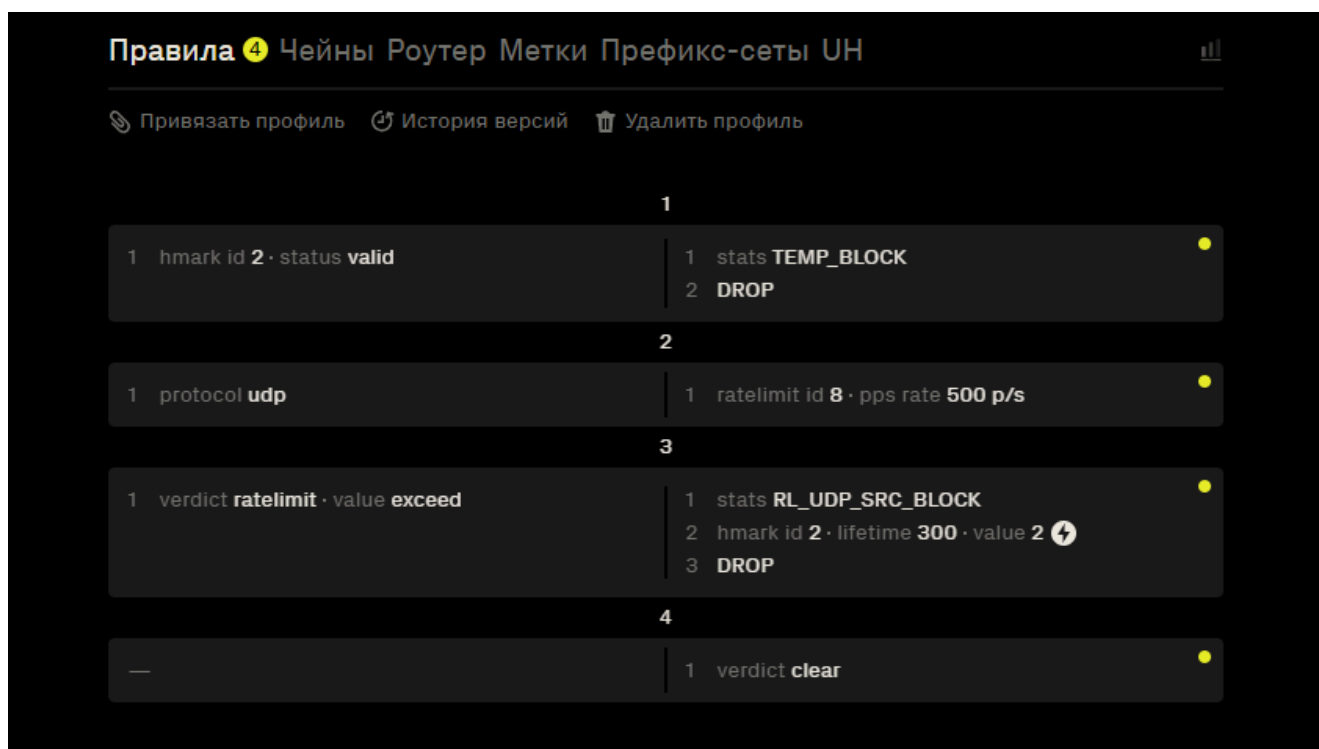 Правила 4 Чейны Роутер Метки Префикс-сеты UH
Привязать профиль История версий Удалить профиль
1
1 hmark id 2 · status valid
1 stats TEMP_BLOCK
2 DROP
2
1 protocol udp
1 ratelimit id 8 · pps rate 500 p/s
3
1 verdict ratelimit · value exceed
1 stats RL_UDP_SRC_BLOCK
2 hmark id 2 · lifetime 300 · value 2
3 DROP
4
—
1 verdict clear